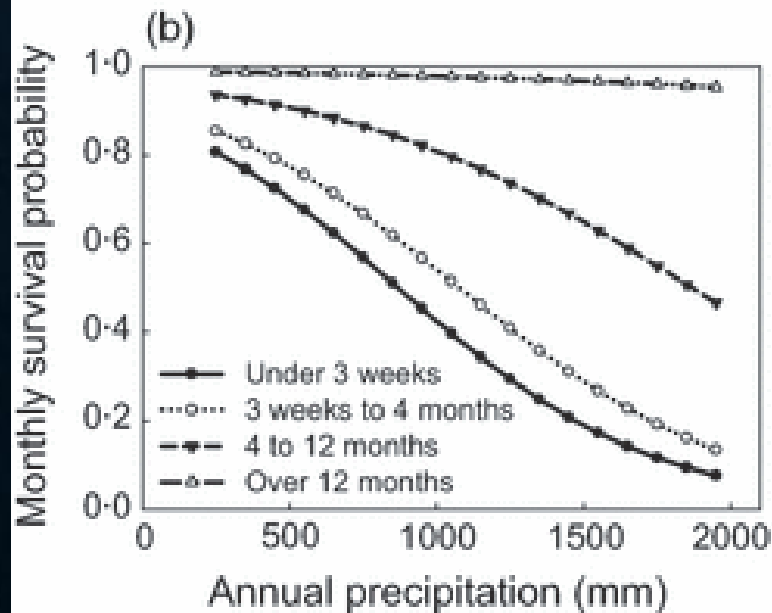 (b)
Monthly survival probability
1·0
0·8
0·6
0·4
0·2
0·0
Under 3 weeks
3 weeks to 4 months
4 to 12 months
Over 12 months
0
500
1000
1500
2000
Annual precipitation (mm)